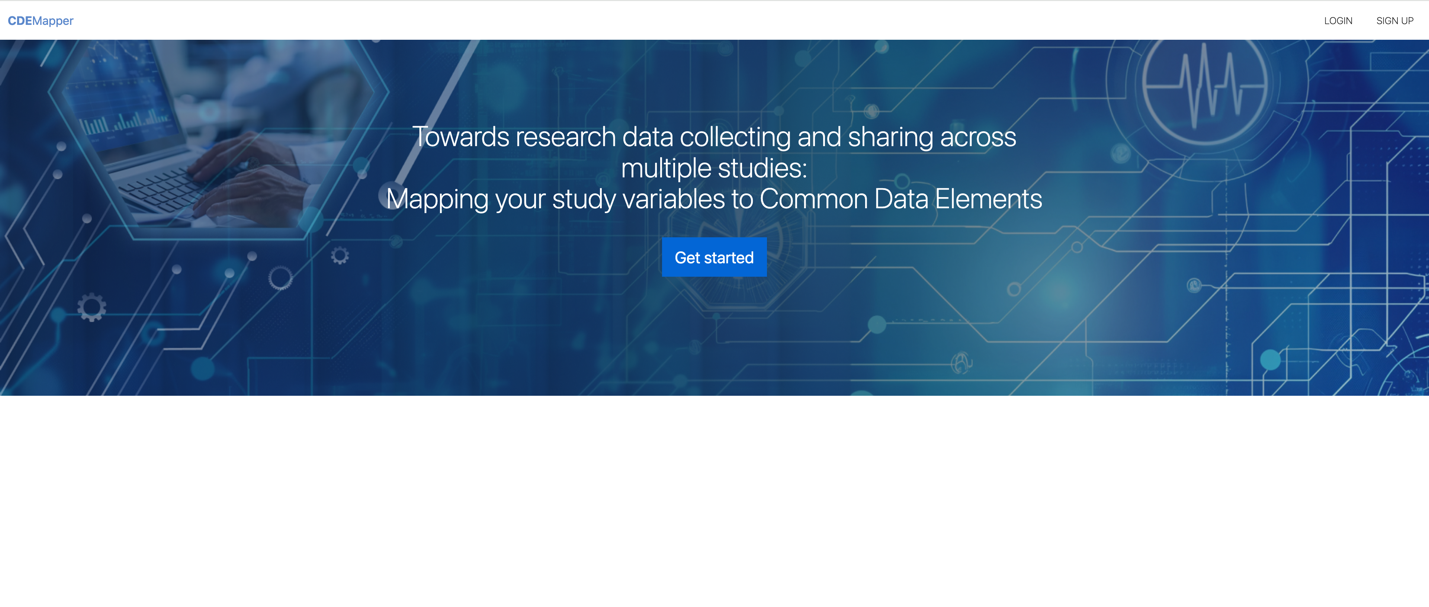 CDEMapper
LOGIN
SIGN UP
Towards research data collecting and sharing across
multiple studies:
Mapping your study variables to Common Data Elements
Get started